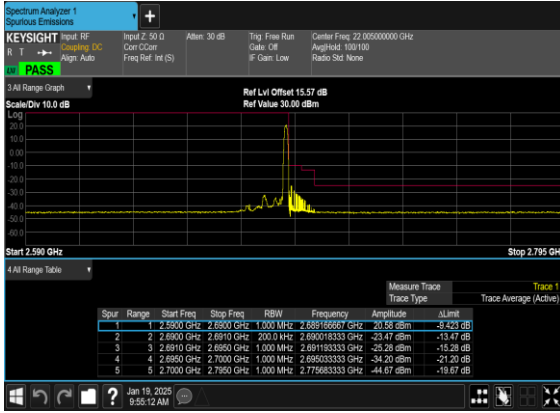 Spectrum Analyzer 1
Spurious Emissions
KEYSIGHT Input: RF Input Z: 50 Ω Atten: 30 dB Trig: Free Run Center Freq: 22.005000000 GHz
R T Coupling: DC Corr CCorr Gate: Off Avg|Hold: 100/100
Align: Auto Freq Ref: Int (S) IF Gain: Low Radio Std: None
PASS
3 All Range Graph
Ref Lvl Offset 15.57 dB
Scale/Div 10.0 dB Ref Value 30.00 dBm
Log
20.0
10.0
0.00
-10.0
-20.0
-30.0
-40.0
-50.0
-60.0
Start 2.590 GHz Stop 2.795 GH
4 All Range Table
Measure Trace Trace 1
Trace Type Trace Average (Active)
Spur Range Start Freq Stop Freq RBW Frequency Amplitude ΔLimit
1 1 2.5900 GHz 2.6900 GHz 1.000 MHz 2.689166667 GHz 20.58 dBm -9.423 dB
2 2 2.6900 GHz 2.6910 GHz 200.0 kHz 2.690018333 GHz -23.47 dBm -13.47 dB
3 3 2.6910 GHz 2.6950 GHz 1.000 MHz 2.691193333 GHz -25.28 dBm -15.28 dB
4 4 2.6950 GHz 2.7000 GHz 1.000 MHz 2.695033333 GHz -34.20 dBm -21.20 dB
5 5 2.7000 GHz 2.7950 GHz 1.000 MHz 2.775683333 GHz -44.67 dBm -19.67 dB
Jan 19, 2025
9:55:12 AM